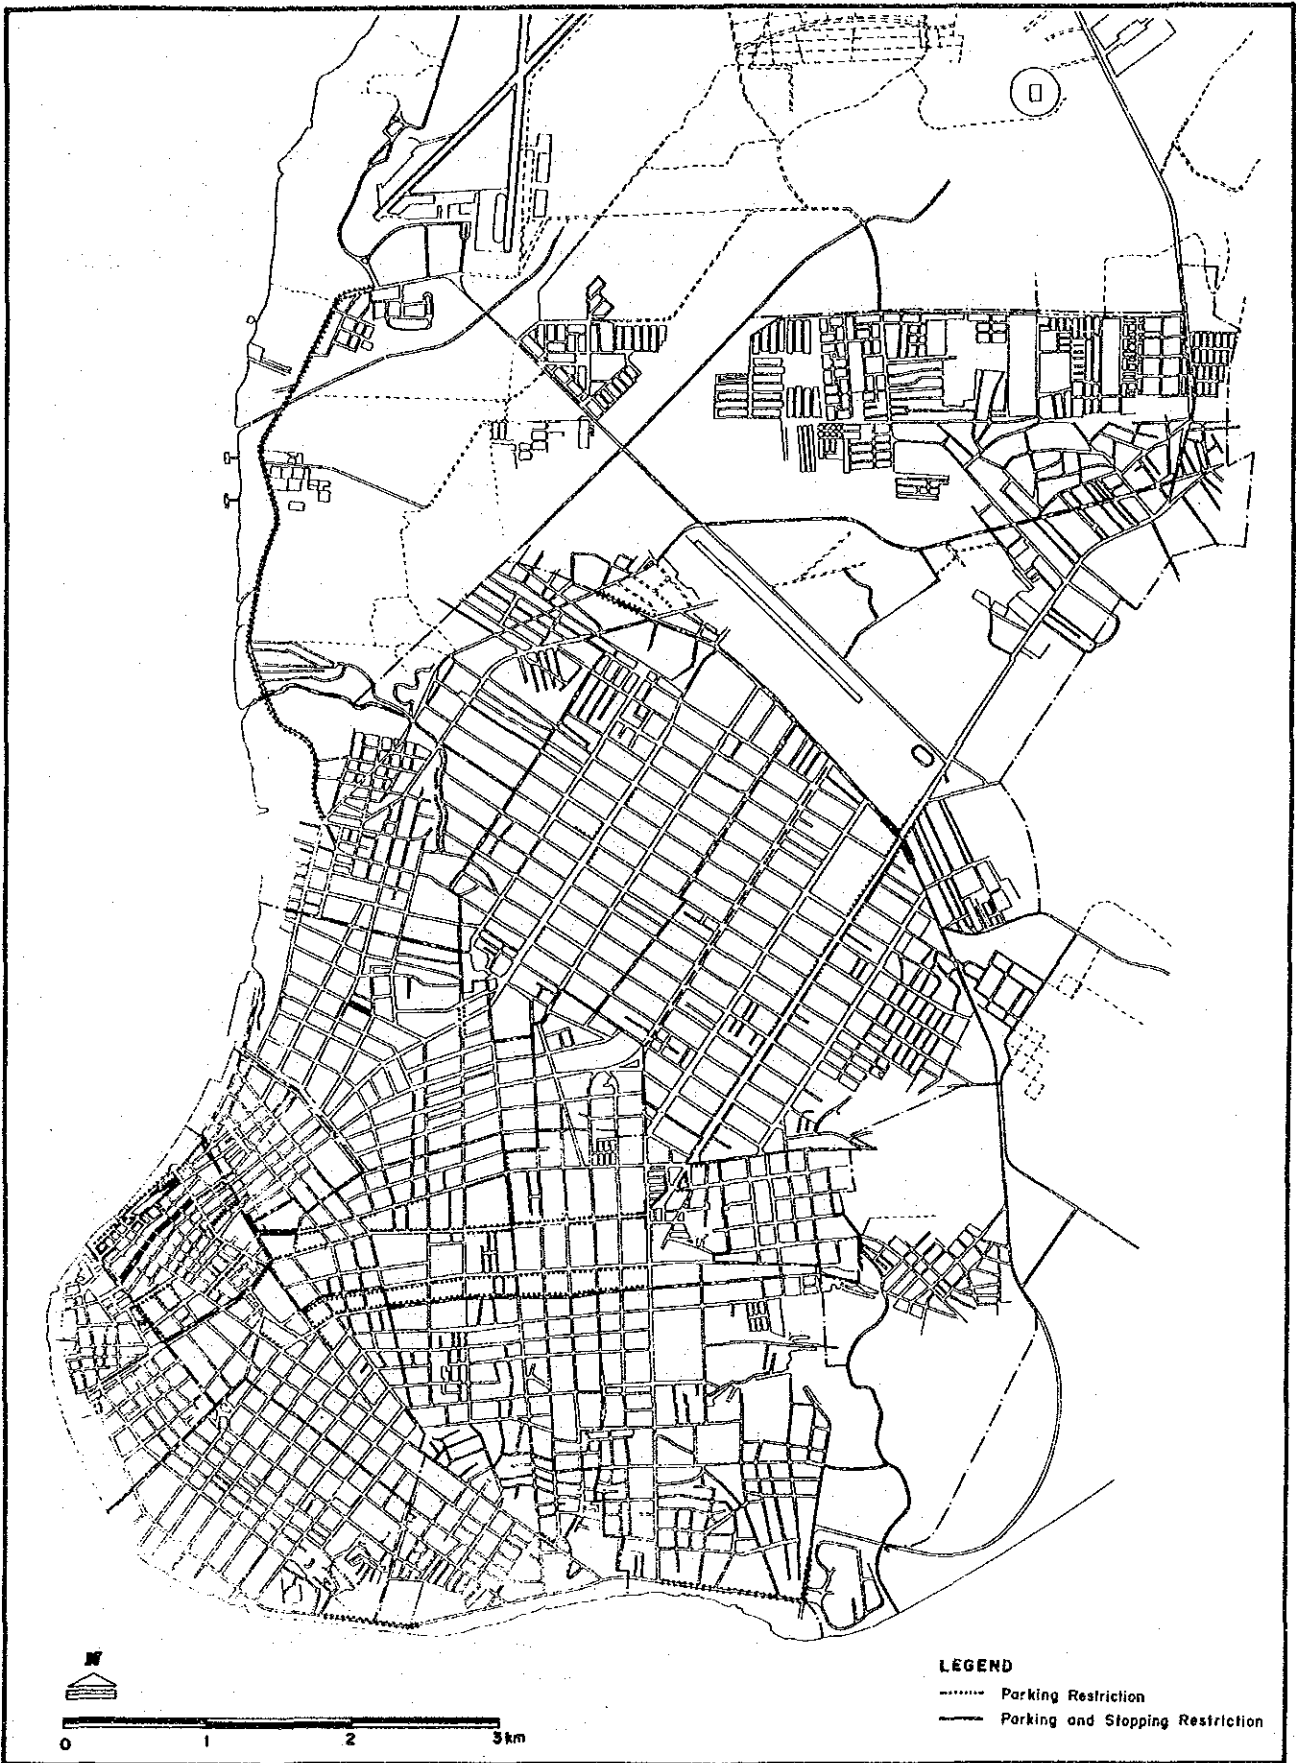 N
0 1 2 3km
LEGEND
Parking Restriction
Parking and Stopping Restriction